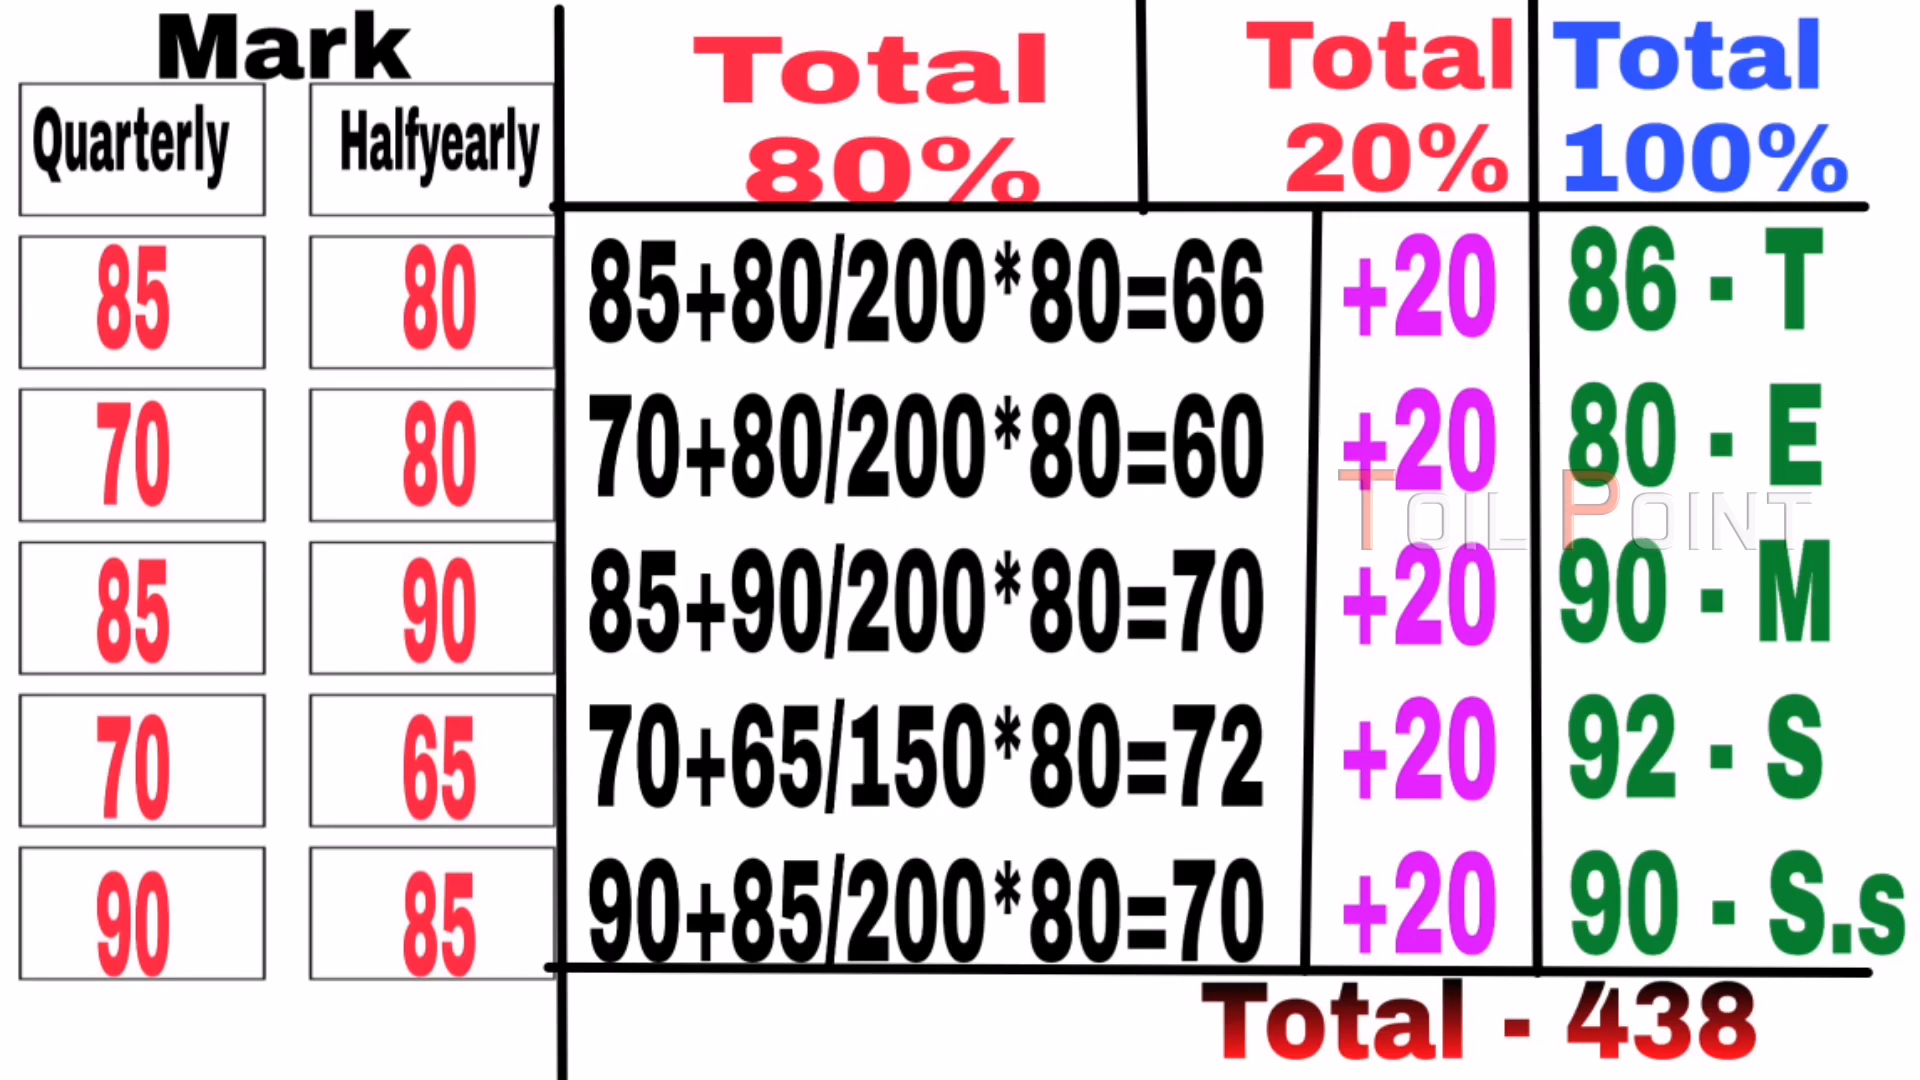 Mark
Total
80%
Total
20%
Total
100%
Quarterly
Halfyearly
85 80 85+80/200*80=66 +20 86 - T
70 80 70+80/200*80=60 +20 80 - E
TOIL POINT
85 90 85+90/200*80=70 +20 90 - M
70 65 70+65/150*80=72 +20 92 - S
90 85 90+85/200*80=70 +20 90 - S.s
Total - 438